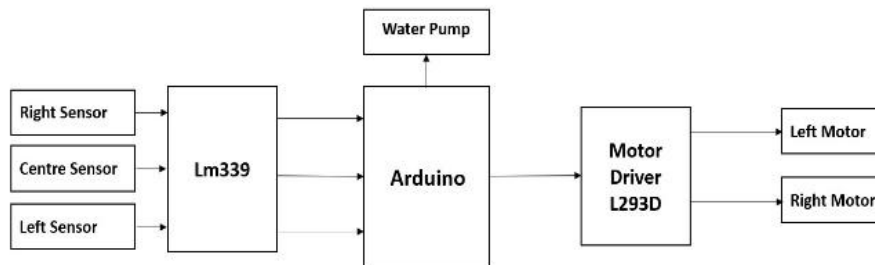 Water Pump
Right Sensor
Centre Sensor
Left Sensor
Lm339
Arduino
Motor
Driver
L293D
Left Motor
Right Motor